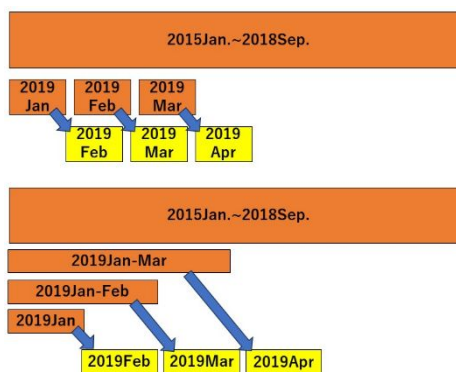 2015Jan.~2018Sep.
2019 Jan
2019 Feb
2019 Mar
2019 Feb
2019 Mar
2019 Apr
2015Jan.~2018Sep.
2019Jan-Mar
2019Jan-Feb
2019Jan
2019Feb
2019Mar
2019Apr